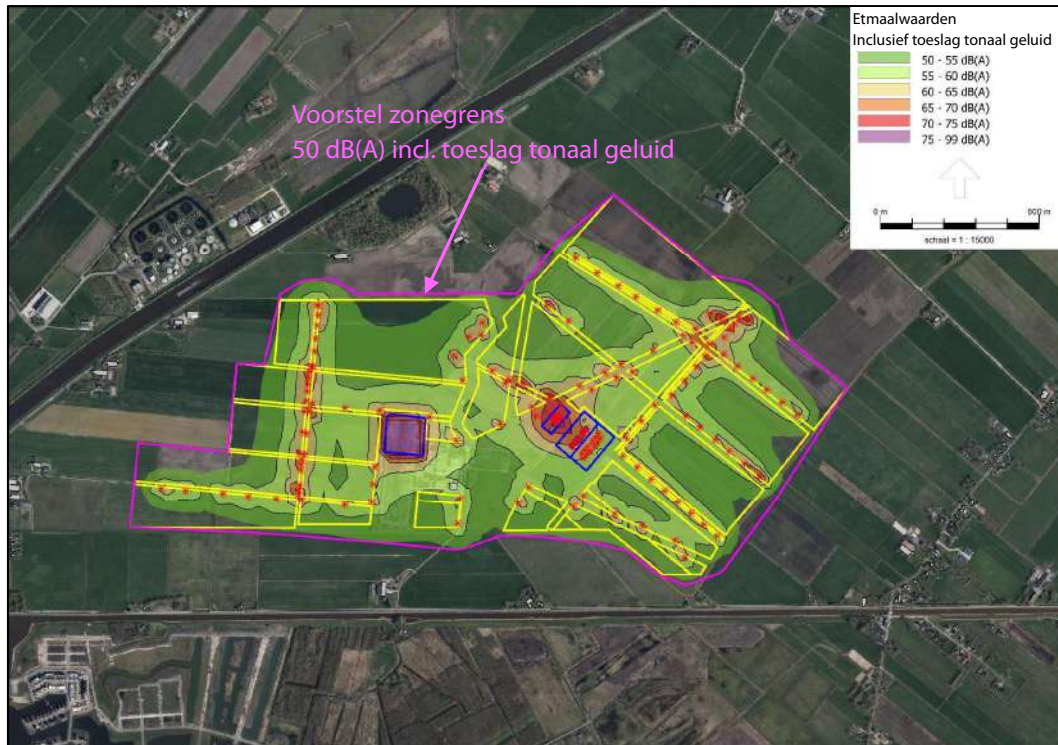 Etmaalwaarden
Inclusief toeslag tonaal geluid
50 - 55 dB(A)
55 - 60 dB(A)
60 - 65 dB(A)
65 - 70 dB(A)
70 - 75 dB(A)
75 - 99 dB(A)
0 m
schaal = 1 : 15000
Voorstel zonegrens
50 dB(A) incl. toeslag tonaal geluid